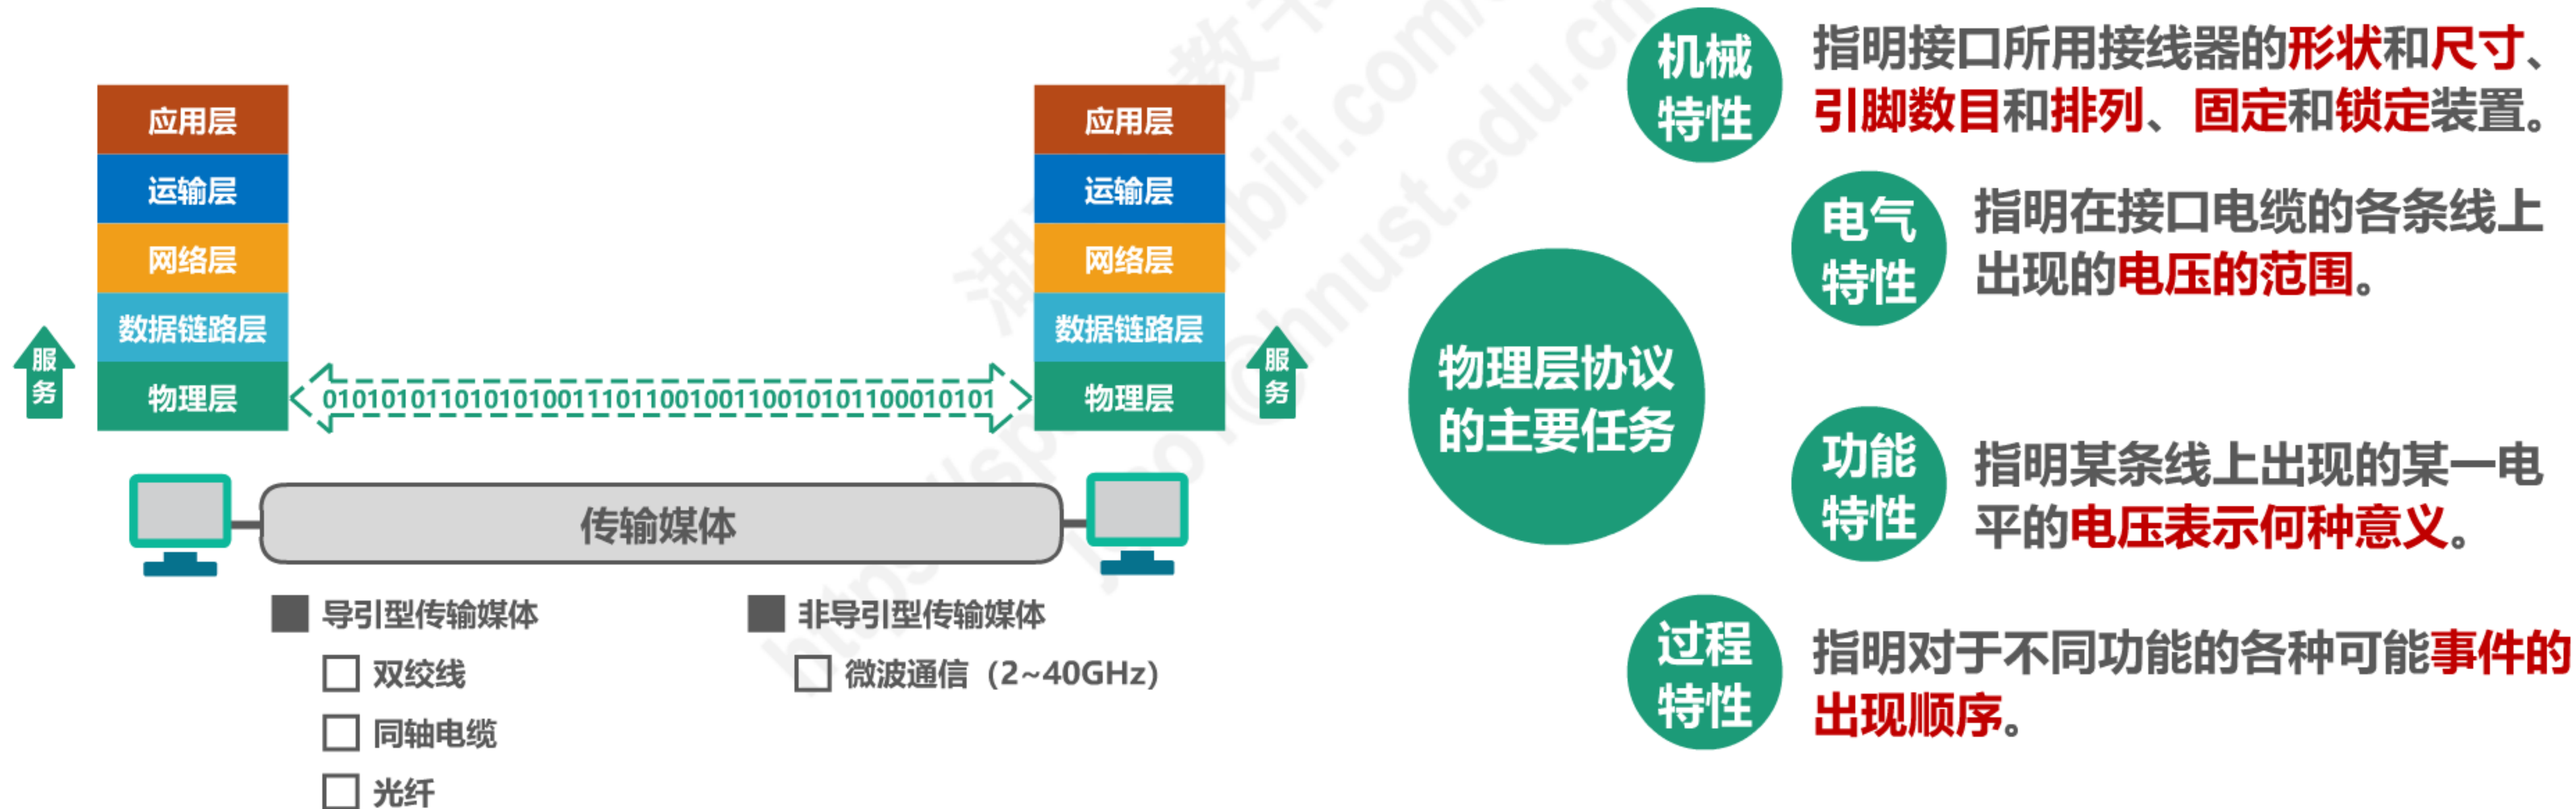 应用层
运输层
网络层
数据链路层
物理层
服务
010101011010101001110110010011001010110001​0101
应用层
运输层
网络层
数据链路层
物理层
服务
传输媒体
导引型传输媒体
双绞线
同轴电缆
光纤
非导引型传输媒体
微波通信（2~40GHz）
物理层协议
的主要任务
机械
特性
指明接口所用接线器的形状和尺寸、
引脚数目和排列、固定和锁定装置。
电气
特性
指明在接口电缆的各条线上
出现的电压的范围。
功能
特性
指明某条线上出现的某一电
平的电压表示何种意义。
过程
特性
指明对于不同功能的各种可能事件的
出现顺序。